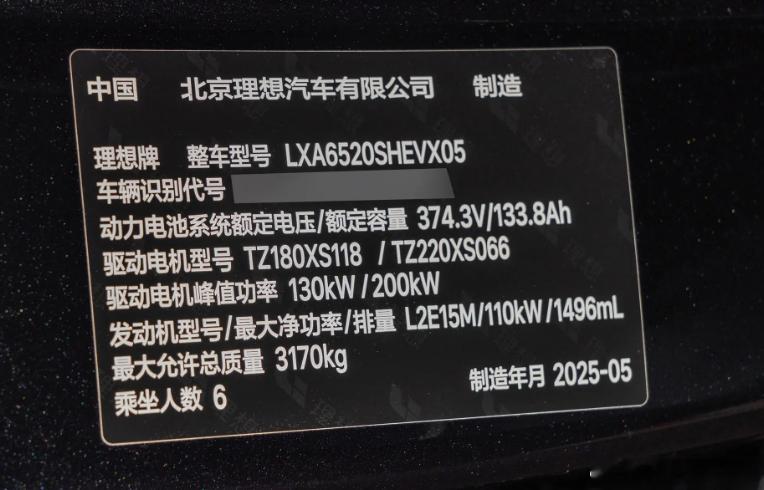 中国 北京理想汽车有限公司 制造
理想牌 整车型号 LXA6520SHEVX05
车辆识别代号
动力电池系统额定电压/额定容量 374.3V/133.8Ah
驱动电机型号 TZ180XS118 / TZ220XS066
驱动电机峰值功率 130kW / 200kW
发动机型号/最大净功率/排量 L2E15M/110kW/1496mL
最大允许总质量 3170kg
乘坐人数 6 制造年月 2025-05